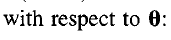 with respect to θ: